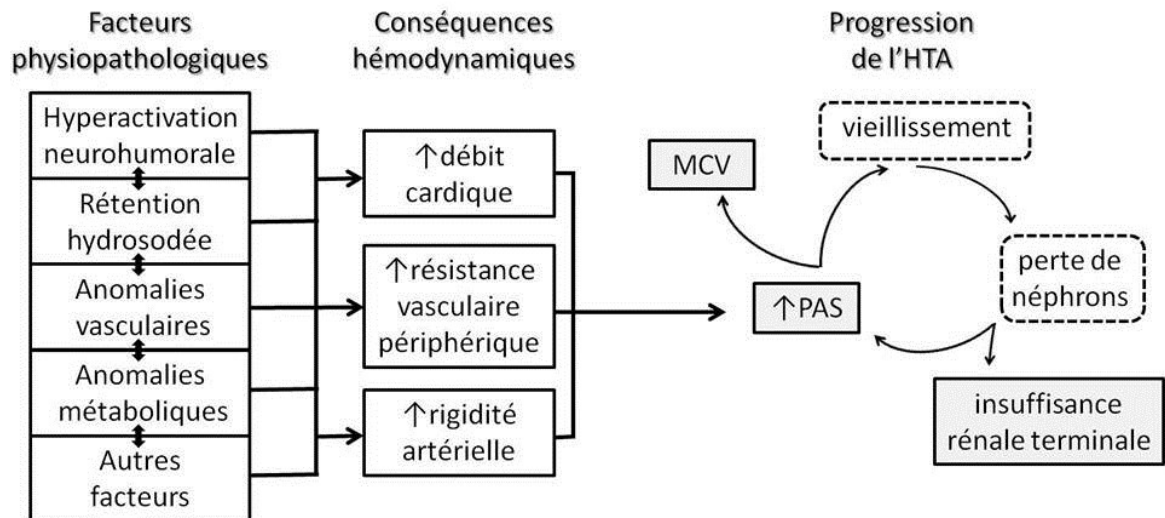 Facteurs
physiopathologiques
Conséquences
hémodynamiques
Progression
de l'HTA
Hyperactivation
neurohumorale
Rétention
hydrosodée
Anomalies
vasculaires
Anomalies
métaboliques
Autres
facteurs
↑débit
cardique
↑résistance
vasculaire
périphérique
↑rigidité
artérielle
MCV
vieillissement
↑PAS
perte de
néphrons
insuffisance
rénale terminale